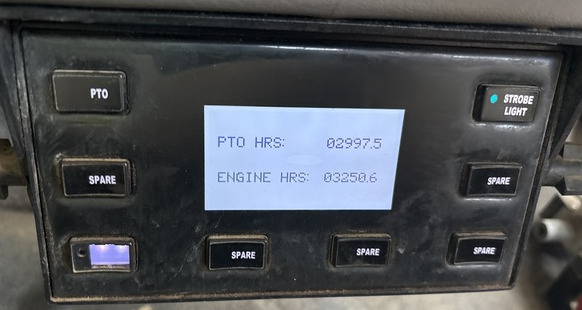 PTO
STROBE
LIGHT
PTO HRS: 02997.5
ENGINE HRS: 03250.6
SPARE
SPARE
SPARE
SPARE
SPARE